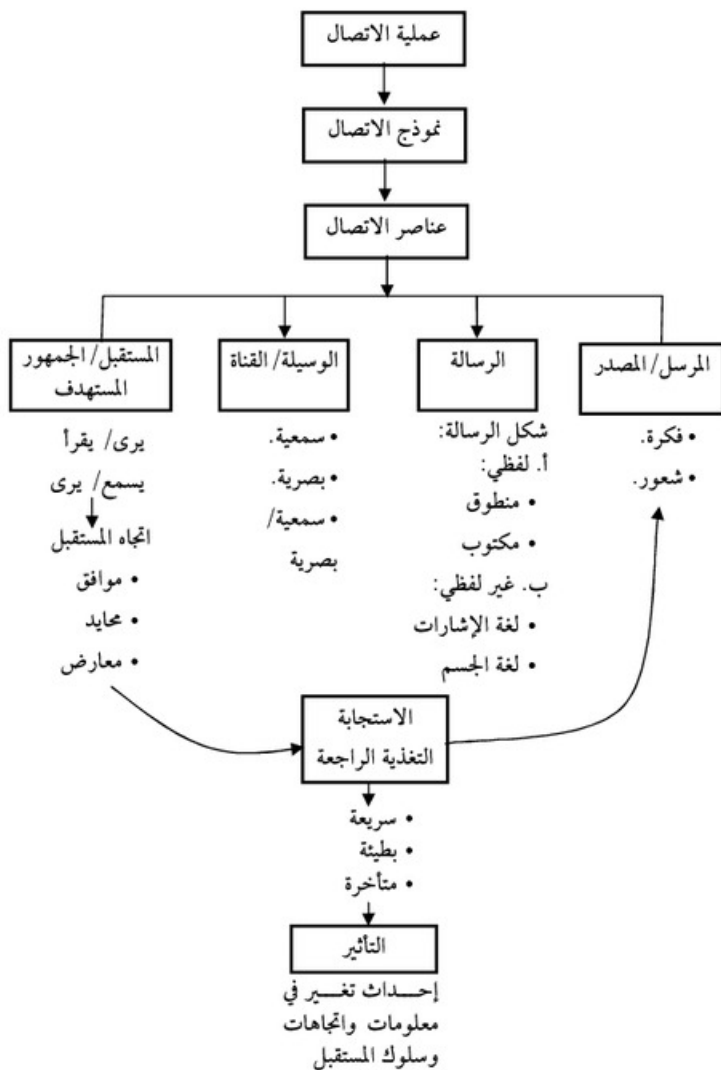 عملية الاتصال
نموذج الاتصال
عناصر الاتصال
المرسل/ المصدر
• فكرة.
• شعور.
الرسالة
شكل الرسالة:
أ. لفظي:
• منطوق
• مكتوب
ب. غير لفظي:
• لغة الإشارات
• لغة الجسم
الوسيلة/ القناة
• سمعية.
• بصرية.
• سمعية/
بصرية
المستقبل/ الجمهور
المستهدف
يرى/ يقرأ
يسمع/ يرى
اتجاه المستقبل
• موافق
• محايد
• معارض
الاستجابة
التغذية الراجعة
• سريعة
• بطيئة
• متأخرة
التأثير
إحــــداث تغــــير في
معلومات واتجاهات
وسلوك المستقبل